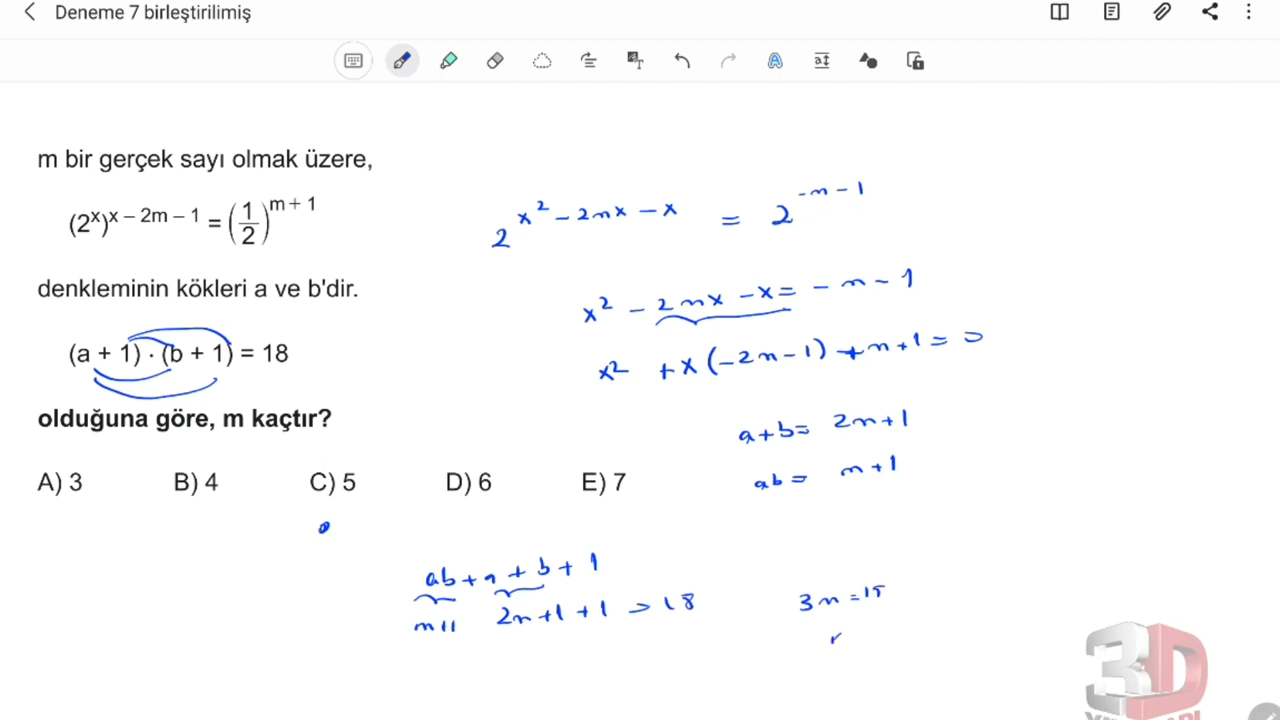 Deneme 7 birleştirilimiş
m bir gerçek sayı olmak üzere,
(2^x)^{x – 2m – 1} = (1/2)^{m + 1}
denkleminin kökleri a ve b'dir.
(a + 1) · (b + 1) = 18
olduğuna göre, m kaçtır?
A) 3 B) 4 C) 5 D) 6 E) 7
2^{x² - 2mx - x} = 2^{-m - 1}
x² - 2mx - x = - m - 1
x² + x(-2m - 1) + m + 1 = 0
a + b = 2m + 1
ab = m + 1
ab + a + b + 1
m+1 2m + 1 + 1 = 18
3m = 15
3D